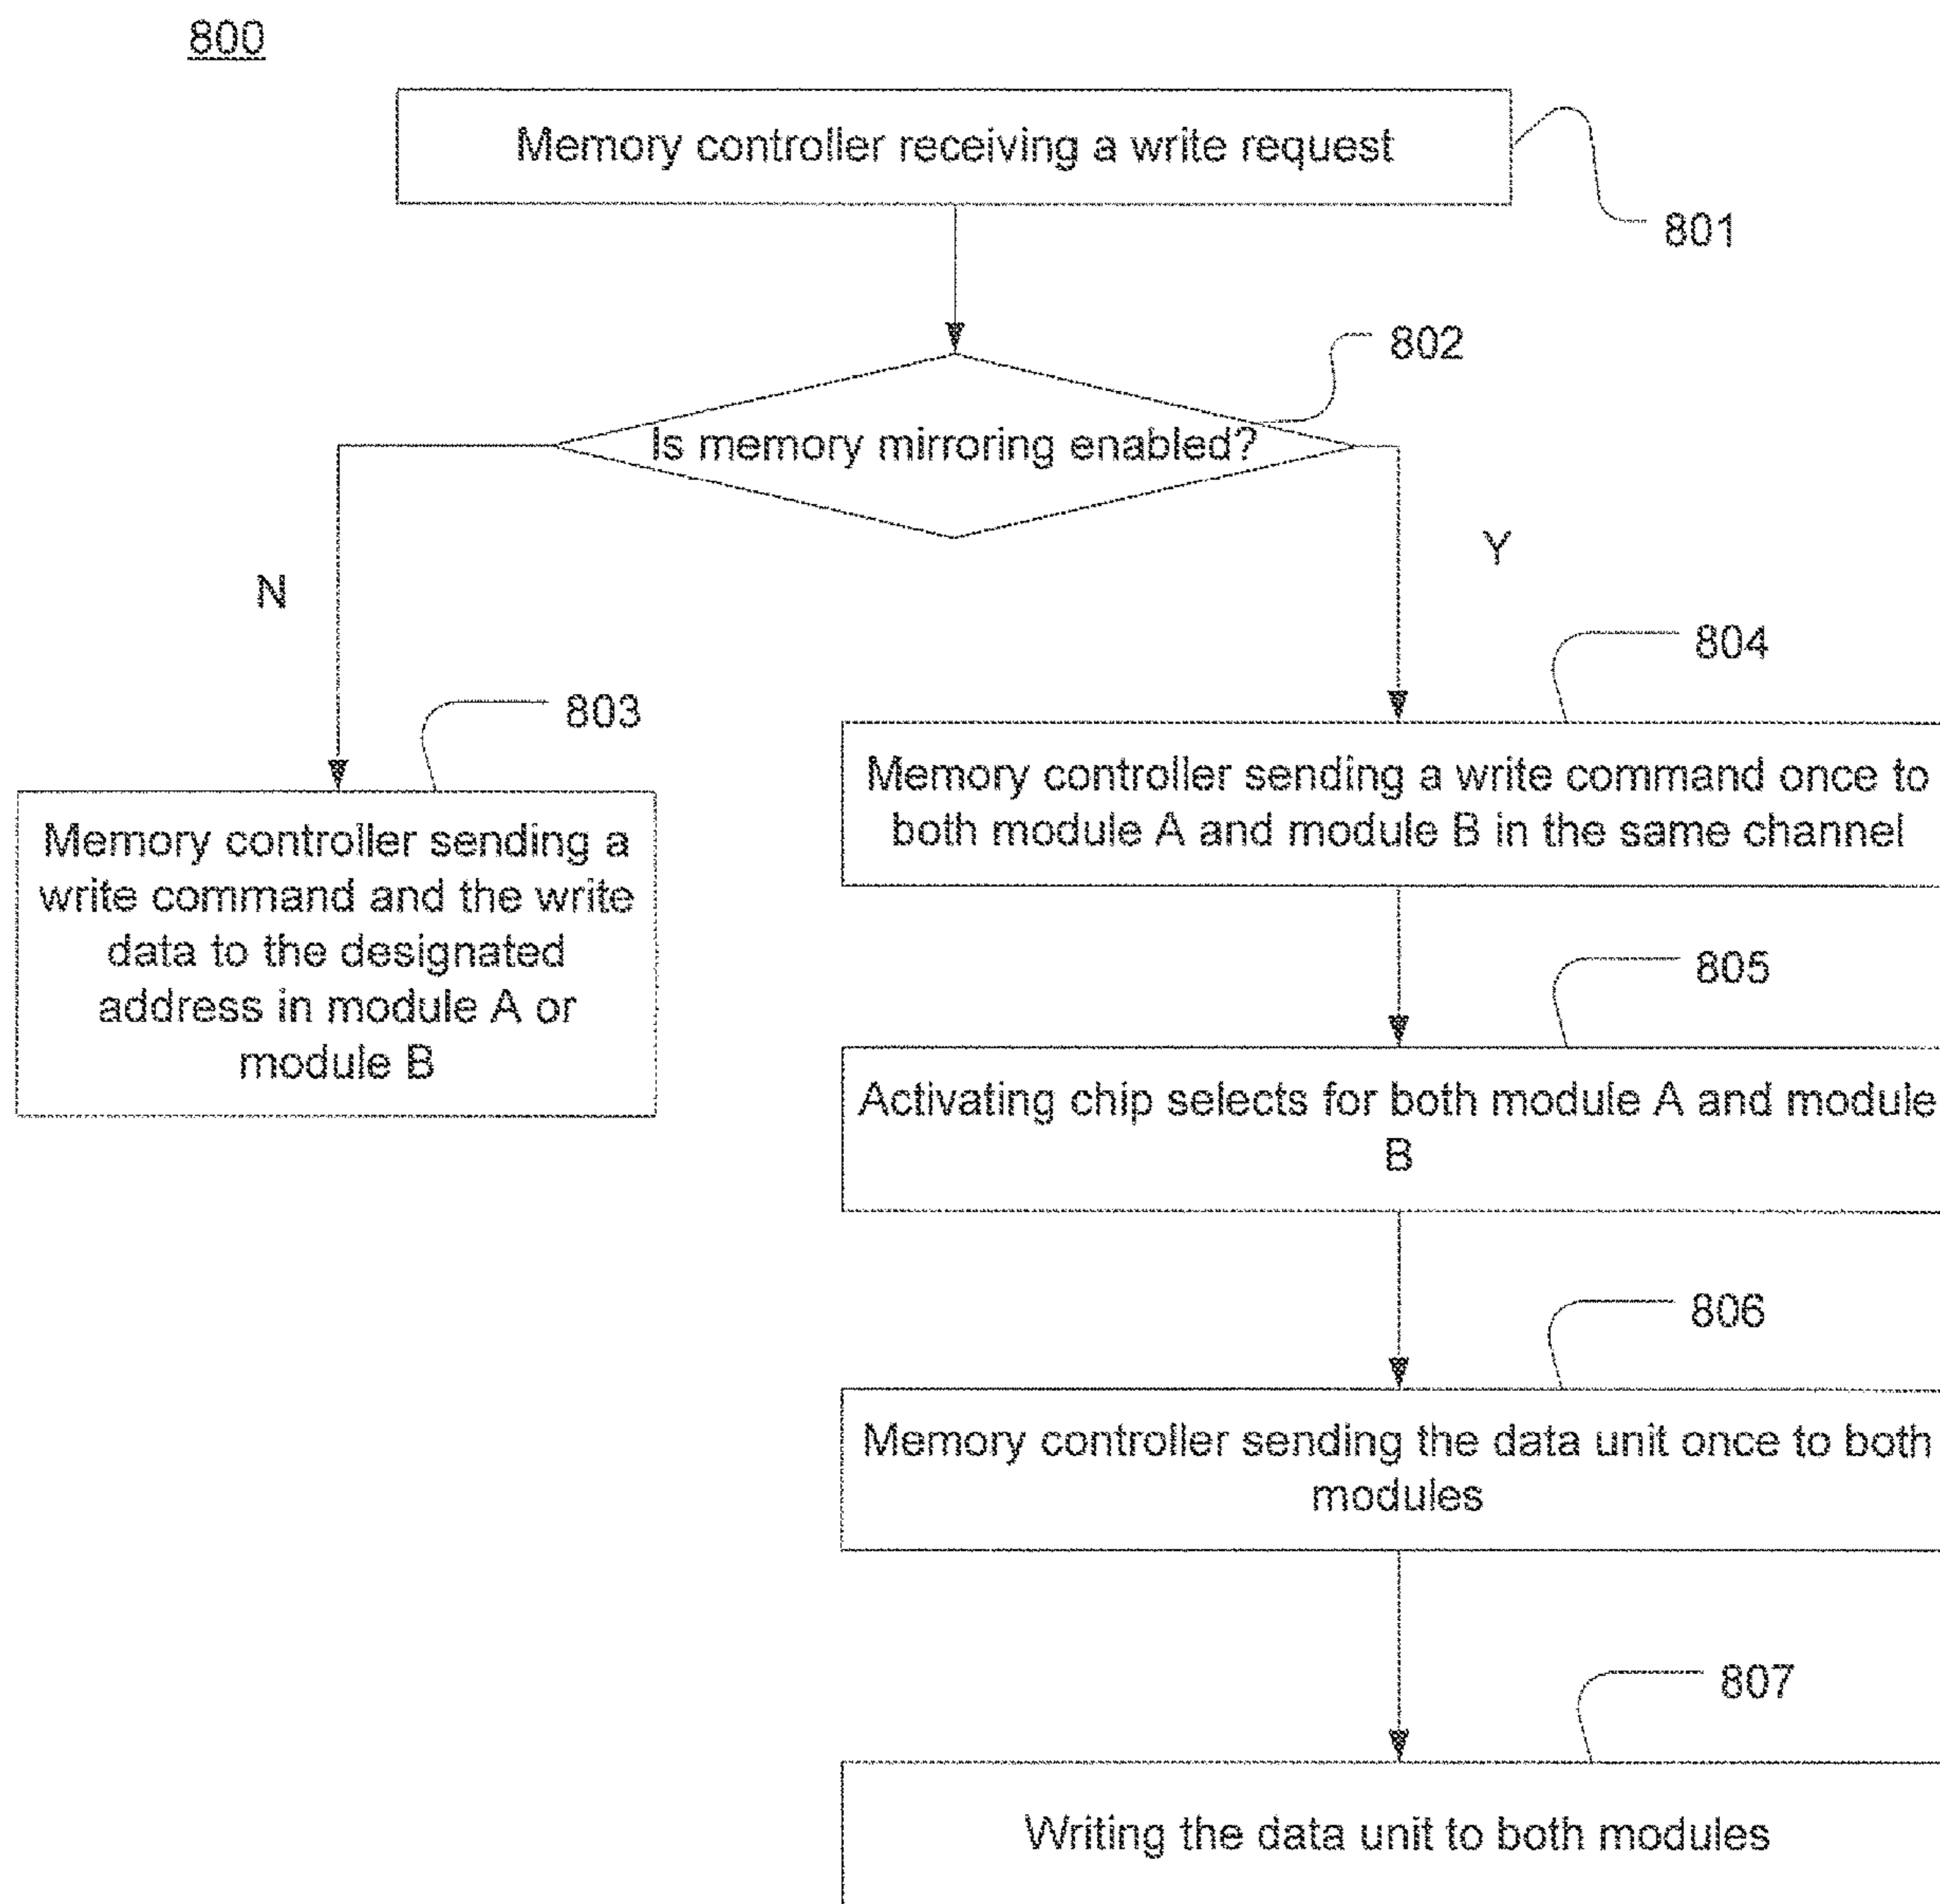 800
Memory controller receiving a write request
801
802
Is memory mirroring enabled?
N
Y
803
804
Memory controller sending a
write command and the write
data to the designated
address in module A or
module B
Memory controller sending a write command once to
both module A and module B in the same channel
805
Activating chip selects for both module A and module
B
806
Memory controller sending the data unit once to both
modules
807
Writing the data unit to both modules